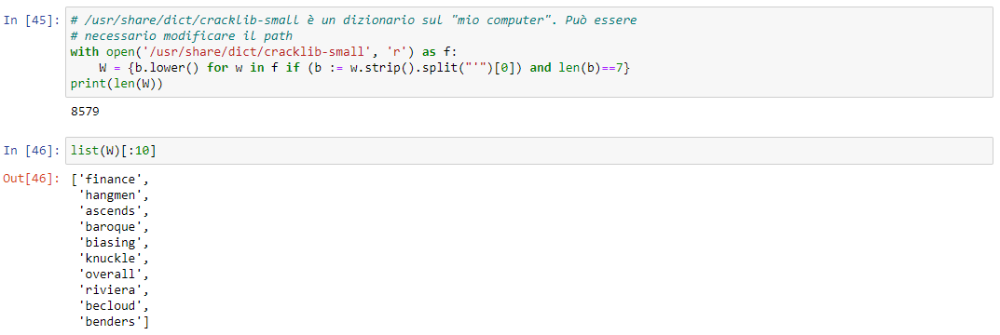 In [45]: # /usr/share/dict/cracklib-small è un dizionario sul "mio computer". Può essere
# necessario modificare il path
with open('/usr/share/dict/cracklib-small', 'r') as f:
    W = {b.lower() for w in f if (b := w.strip().split("'")[0]) and len(b)==7}
print(len(W))
8579
In [46]: list(W)[:10]
Out[46]: ['finance',
'hangmen',
'ascends',
'baroque',
'biasing',
'knuckle',
'overall',
'riviera',
'becloud',
'benders']